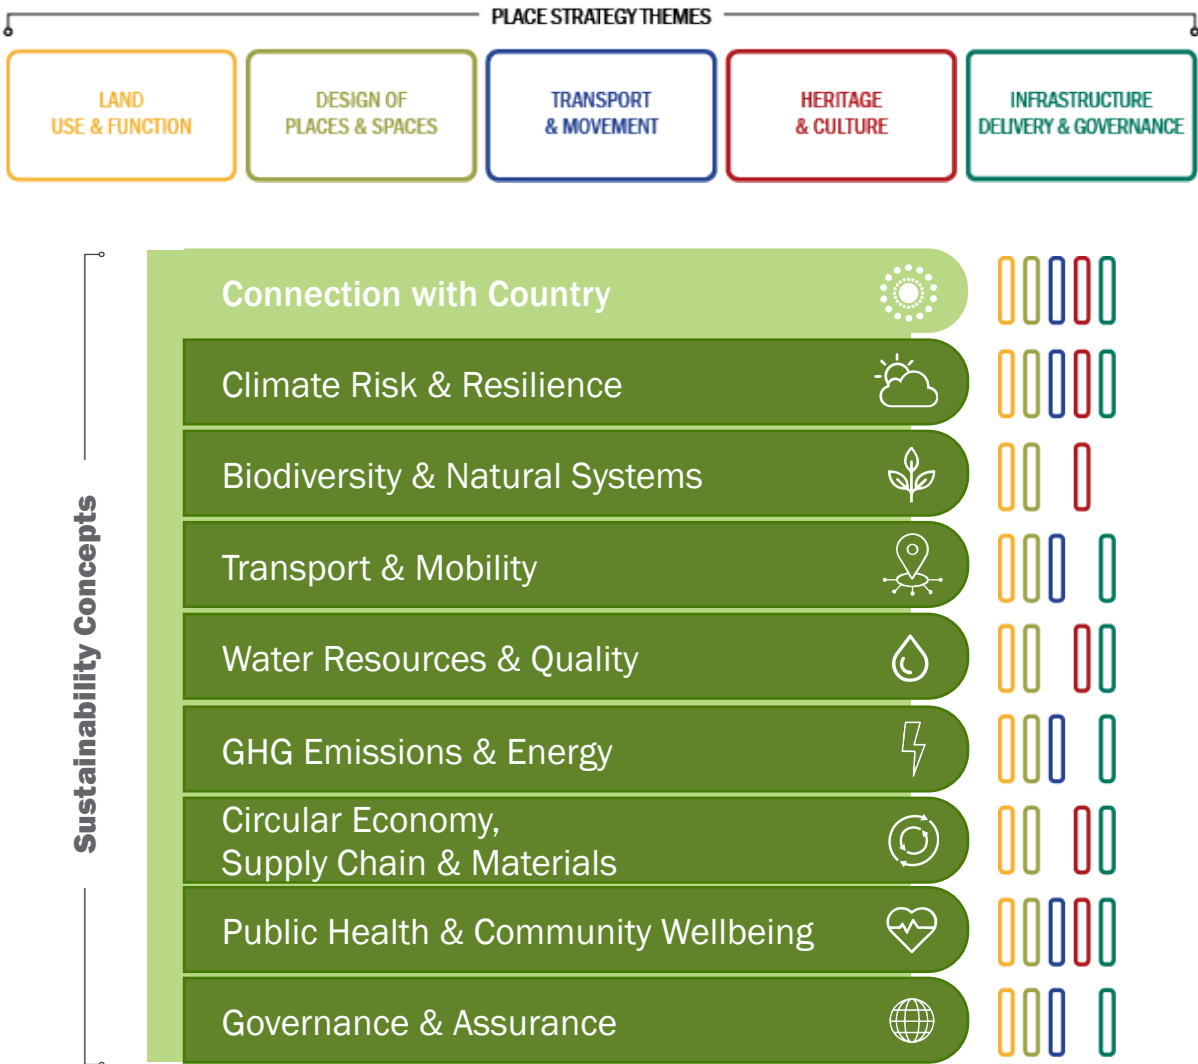 PLACE STRATEGY THEMES
LAND
USE & FUNCTION
DESIGN OF
PLACES & SPACES
TRANSPORT
& MOVEMENT
HERITAGE
& CULTURE
INFRASTRUCTURE
DELIVERY & GOVERNANCE
Sustainability Concepts
Connection with Country
Climate Risk & Resilience
Biodiversity & Natural Systems
Transport & Mobility
Water Resources & Quality
GHG Emissions & Energy
Circular Economy,
Supply Chain & Materials
Public Health & Community Wellbeing
Governance & Assurance